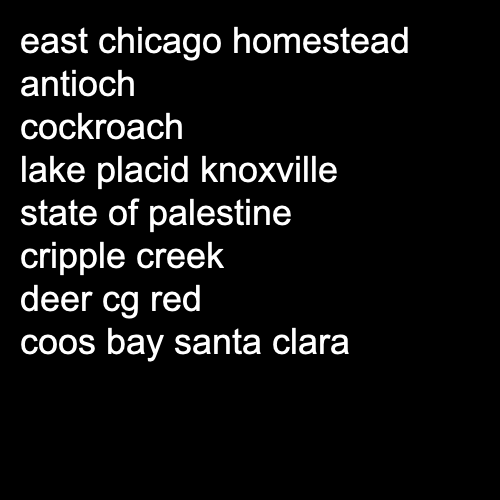 east chicago homestead
antioch
cockroach
lake placid knoxville
state of palestine
cripple creek
deer cg red
coos bay santa clara